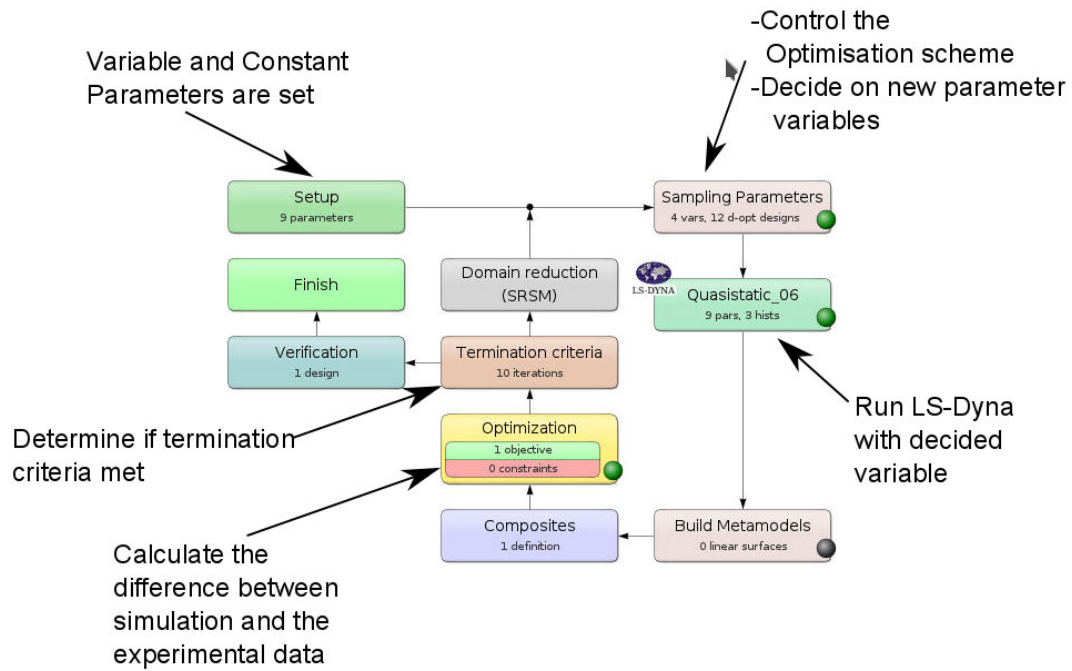 Variable and Constant
Parameters are set
-Control the
Optimisation scheme
-Decide on new parameter
variables
Setup
9 parameters
Sampling Parameters
4 vars, 12 d-opt designs
Finish
Domain reduction
(SRSM)
LS-DYNA
Quasistatic_06
9 pars, 3 hists
Verification
1 design
Termination criteria
10 iterations
Determine if termination
criteria met
Optimization
1 objective
0 constraints
Run LS-Dyna
with decided
variable
Composites
1 definition
Build Metamodels
0 linear surfaces
Calculate the
difference between
simulation and the
experimental data